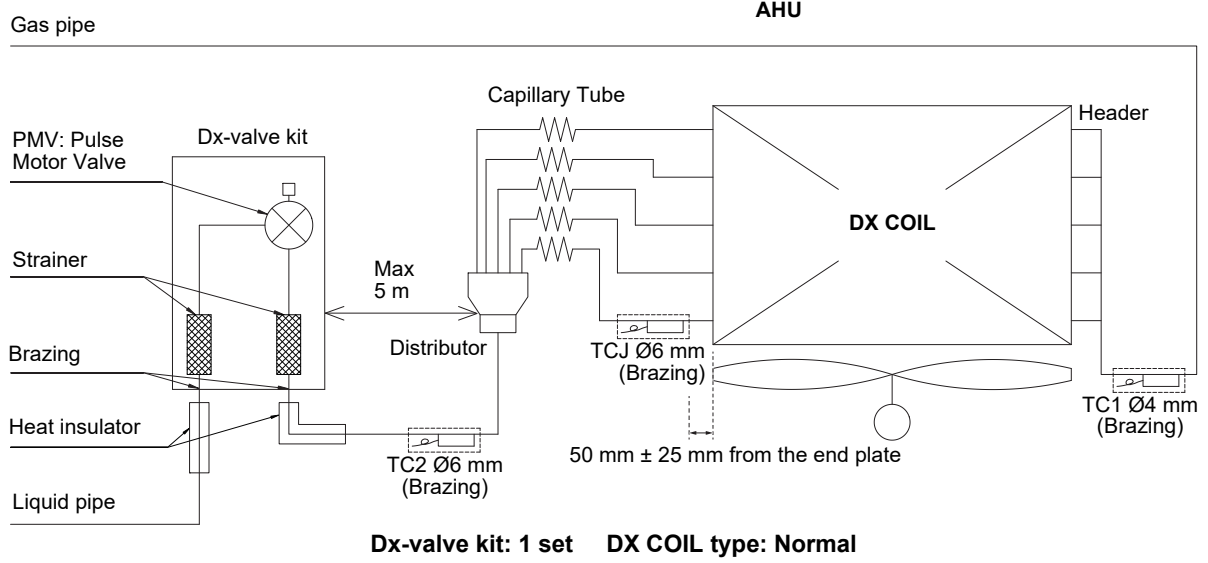 AHU
Gas pipe
Capillary Tube
Header
PMV: Pulse
Motor Valve
Dx-valve kit
DX COIL
Strainer
Max
5 m
Distributor
Brazing
TCJ Ø6 mm
(Brazing)
TC1 Ø4 mm
(Brazing)
Heat insulator
50 mm ± 25 mm from the end plate
TC2 Ø6 mm
(Brazing)
Liquid pipe
Dx-valve kit: 1 set DX COIL type: Normal